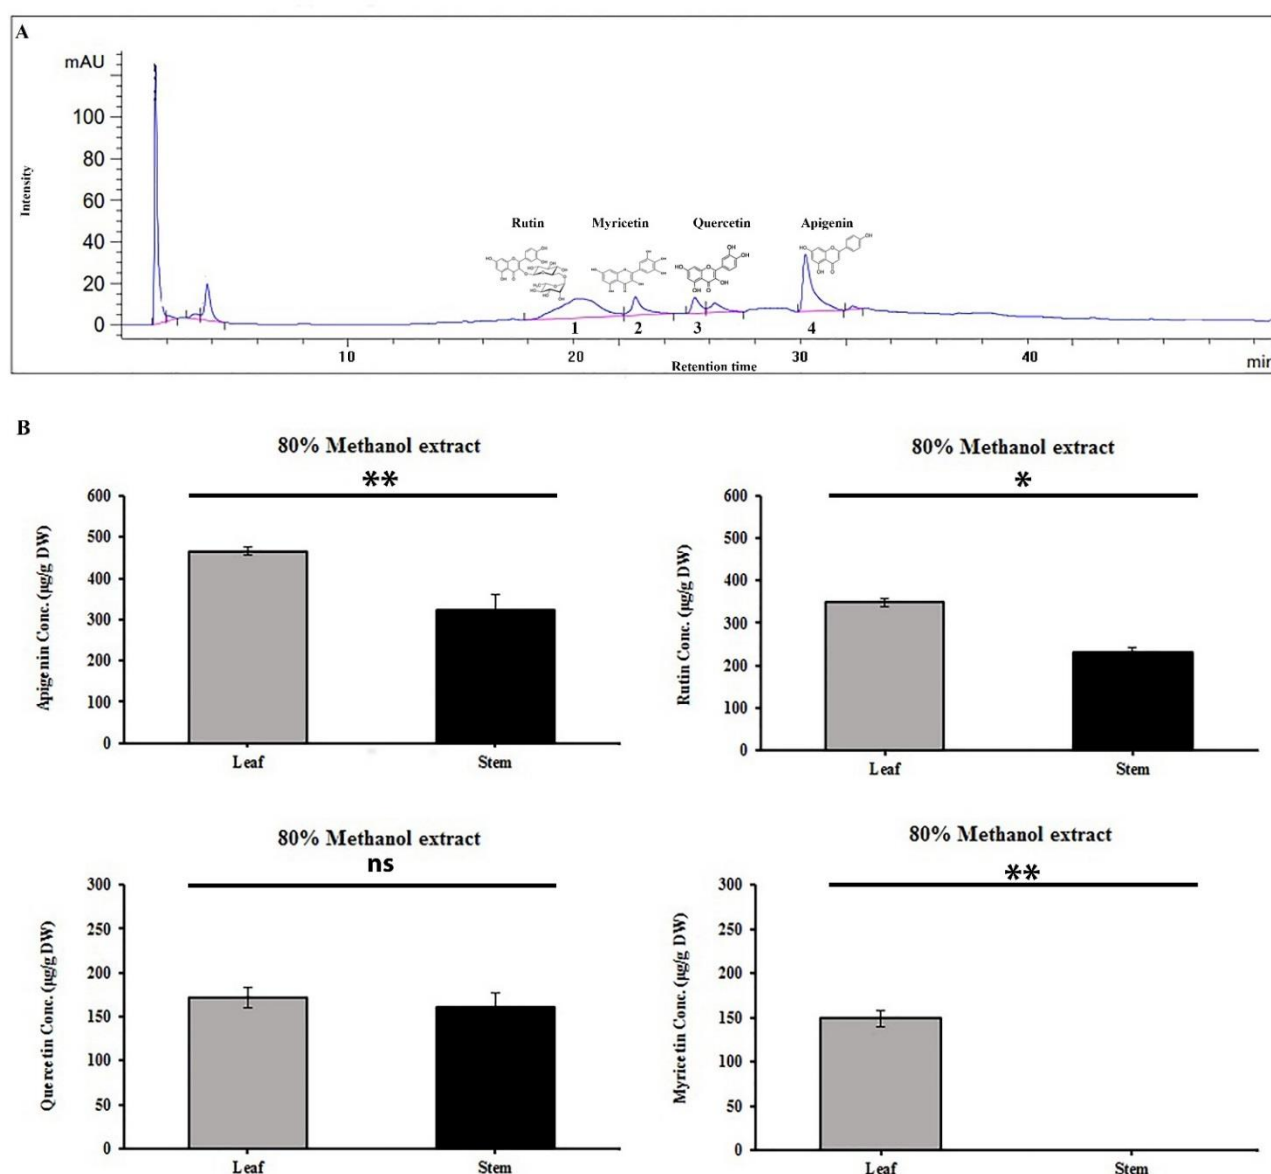 A
mAU
100
80
60
40
20
0
Intensity
Rutin Myricetin Quercetin Apigenin
1 2 3 4
10 20 30 40 min
Retention time
B
80% Methanol extract
**
600
500
400
300
200
100
0
Apigenin Conc. (µg/g DW)
Leaf Stem
80% Methanol extract
*
600
500
400
300
200
100
0
Rutin Conc. (µg/g DW)
Leaf Stem
80% Methanol extract
ns
300
250
200
150
100
50
0
Quercetin Conc. (µg/g DW)
Leaf Stem
80% Methanol extract
**
300
250
200
150
100
50
0
Myricetin Conc. (µg/g DW)
Leaf Stem